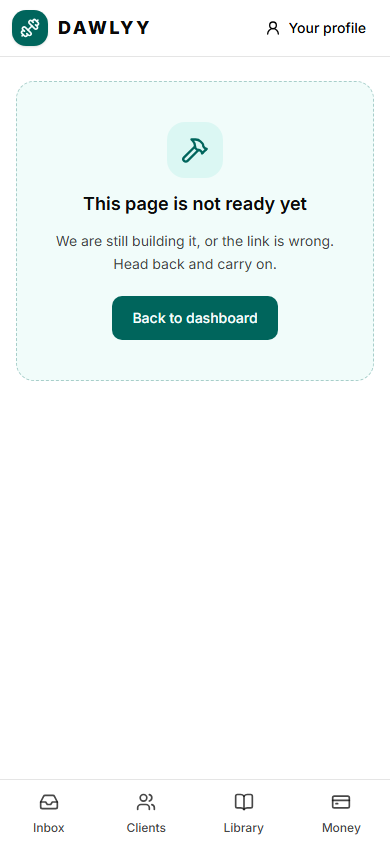 DAWLYY
Your profile
This page is not ready yet
We are still building it, or the link is wrong.
Head back and carry on.
Back to dashboard
Inbox
Clients
Library
Money